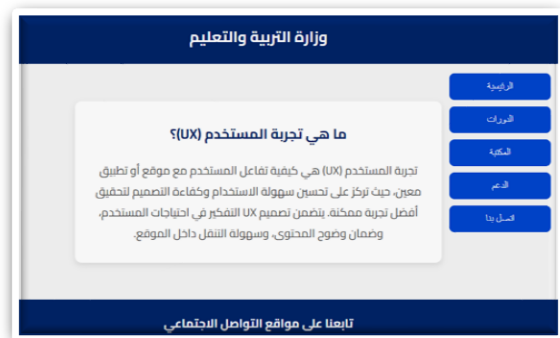 وزارة التربية والتعليم
الرئيسية
الدورات
المكتبة
الدعم
اتصل بنا
ما هي تجربة المستخدم (UX)؟
تجربة المستخدم (UX) هي كيفية تفاعل المستخدم مع موقع أو تطبيق
معين، حيث تركز على تحسين سهولة الاستخدام وكفاءة التصميم لتحقيق
أفضل تجربة ممكنة. يتضمن تصميم UX التفكير في احتياجات المستخدم،
وضمان وضوح المحتوى، وسهولة التنقل داخل الموقع.
تابعنا على مواقع التواصل الاجتماعي